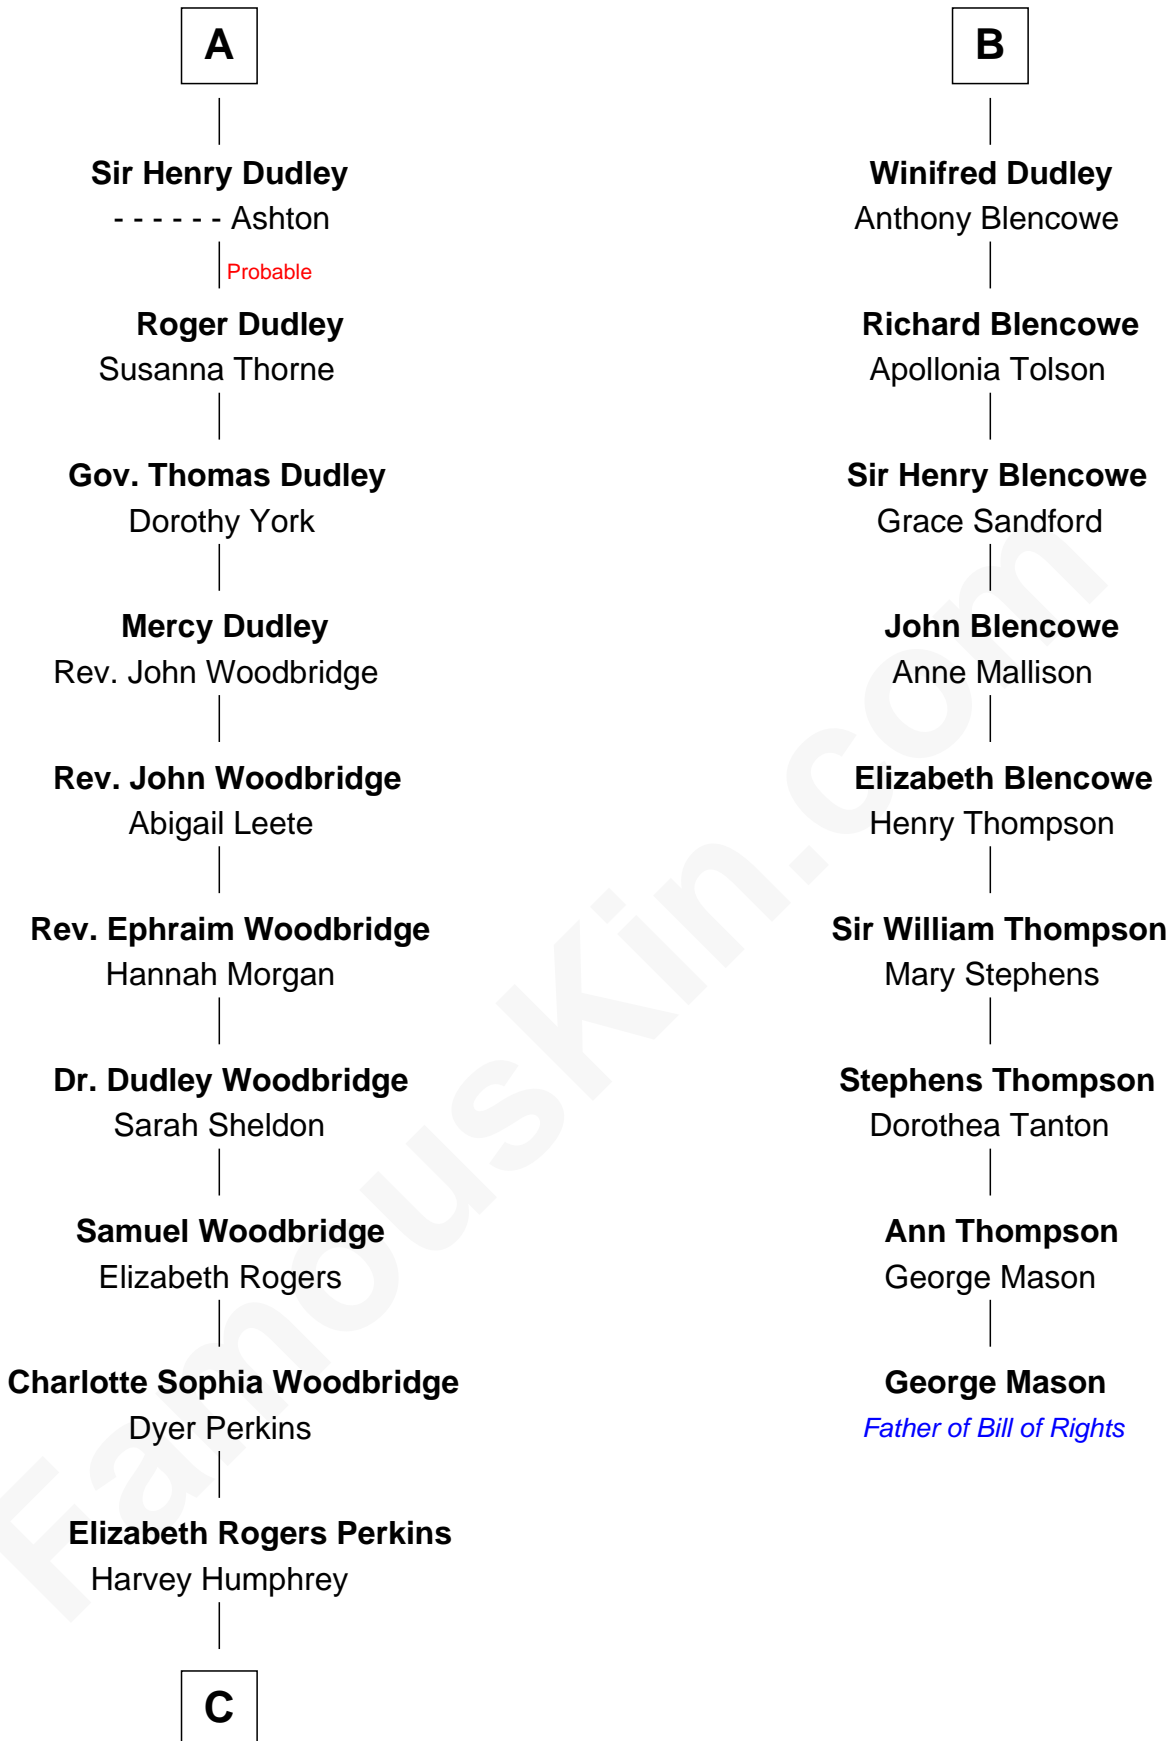 A
Sir Henry Dudley
- - - - - - Ashton
Probable
Roger Dudley
Susanna Thorne
Gov. Thomas Dudley
Dorothy York
Mercy Dudley
Rev. John Woodbridge
Rev. John Woodbridge
Abigail Leete
Rev. Ephraim Woodbridge
Hannah Morgan
Dr. Dudley Woodbridge
Sarah Sheldon
Samuel Woodbridge
Elizabeth Rogers
Charlotte Sophia Woodbridge
Dyer Perkins
Elizabeth Rogers Perkins
Harvey Humphrey
C
B
Winifred Dudley
Anthony Blencowe
Richard Blencowe
Apollonia Tolson
Sir Henry Blencowe
Grace Sandford
John Blencowe
Anne Mallison
Elizabeth Blencowe
Henry Thompson
Sir William Thompson
Mary Stephens
Stephens Thompson
Dorothea Tanton
Ann Thompson
George Mason
George Mason
Father of Bill of Rights
FamousKin.com